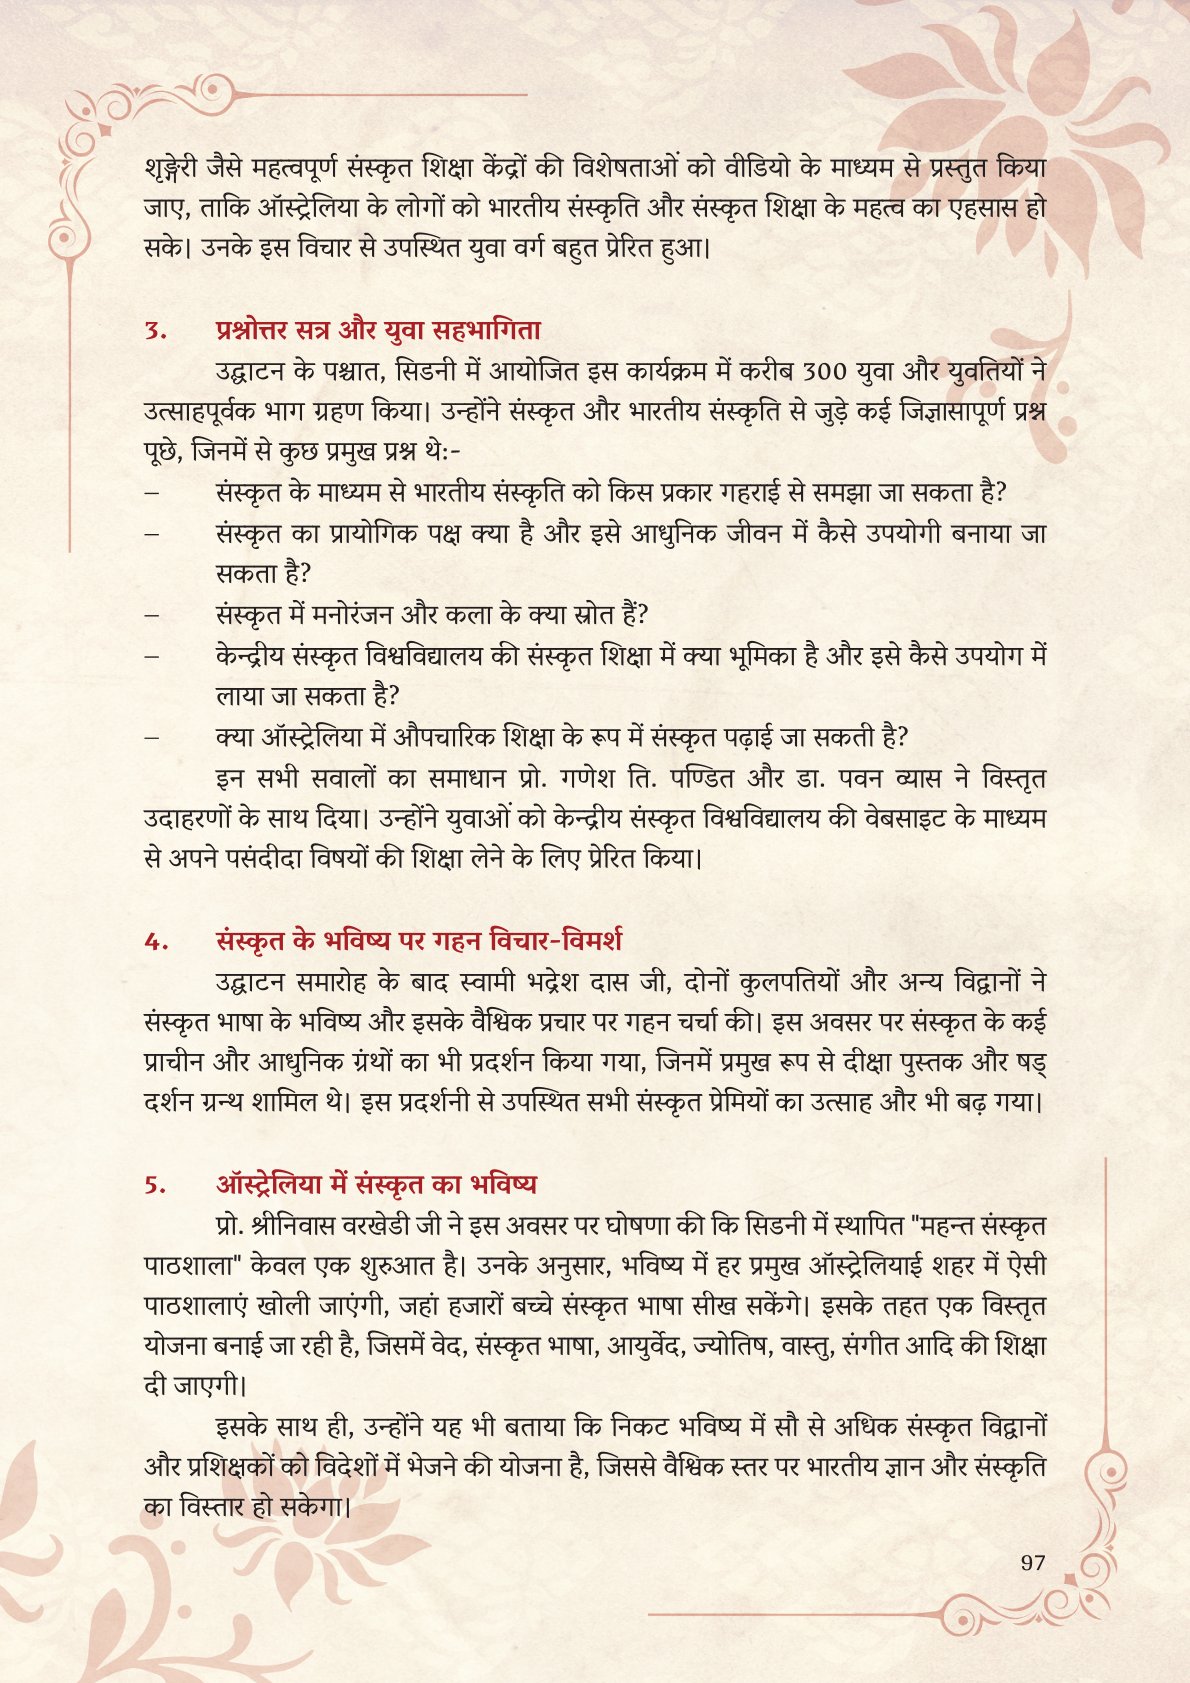 शृङ्गेरी जैसे महत्वपूर्ण संस्कृत शिक्षा केंद्रों की विशेषताओं को वीडियो के माध्यम से प्रस्तुत किया
जाए, ताकि ऑस्ट्रेलिया के लोगों को भारतीय संस्कृति और संस्कृत शिक्षा के महत्व का एहसास हो
सके। उनके इस विचार से उपस्थित युवा वर्ग बहुत प्रेरित हुआ।
3. प्रश्नोत्तर सत्र और युवा सहभागिता
उद्घाटन के पश्चात, सिडनी में आयोजित इस कार्यक्रम में करीब 300 युवा और युवतियों ने
उत्साहपूर्वक भाग ग्रहण किया। उन्होंने संस्कृत और भारतीय संस्कृति से जुड़े कई जिज्ञासापूर्ण प्रश्न
पूछे, जिनमें से कुछ प्रमुख प्रश्न थे:-
– संस्कृत के माध्यम से भारतीय संस्कृति को किस प्रकार गहराई से समझा जा सकता है?
– संस्कृत का प्रायोगिक पक्ष क्या है और इसे आधुनिक जीवन में कैसे उपयोगी बनाया जा
सकता है?
– संस्कृत में मनोरंजन और कला के क्या स्रोत हैं?
– केन्द्रीय संस्कृत विश्वविद्यालय की संस्कृत शिक्षा में क्या भूमिका है और इसे कैसे उपयोग में
लाया जा सकता है?
– क्या ऑस्ट्रेलिया में औपचारिक शिक्षा के रूप में संस्कृत पढ़ाई जा सकती है?
इन सभी सवालों का समाधान प्रो. गणेश ति. पण्डित और डा. पवन व्यास ने विस्तृत
उदाहरणों के साथ दिया। उन्होंने युवाओं को केन्द्रीय संस्कृत विश्वविद्यालय की वेबसाइट के माध्यम
से अपने पसंदीदा विषयों की शिक्षा लेने के लिए प्रेरित किया।
4. संस्कृत के भविष्य पर गहन विचार-विमर्श
उद्घाटन समारोह के बाद स्वामी भद्रेश दास जी, दोनों कुलपतियों और अन्य विद्वानों ने
संस्कृत भाषा के भविष्य और इसके वैश्विक प्रचार पर गहन चर्चा की। इस अवसर पर संस्कृत के कई
प्राचीन और आधुनिक ग्रंथों का भी प्रदर्शन किया गया, जिनमें प्रमुख रूप से दीक्षा पुस्तक और षड्
दर्शन ग्रन्थ शामिल थे। इस प्रदर्शनी से उपस्थित सभी संस्कृत प्रेमियों का उत्साह और भी बढ़ गया।
5. ऑस्ट्रेलिया में संस्कृत का भविष्य
प्रो. श्रीनिवास वरखेडी जी ने इस अवसर पर घोषणा की कि सिडनी में स्थापित "महन्त संस्कृत
पाठशाला" केवल एक शुरुआत है। उनके अनुसार, भविष्य में हर प्रमुख ऑस्ट्रेलियाई शहर में ऐसी
पाठशालाएं खोली जाएंगी, जहां हजारों बच्चे संस्कृत भाषा सीख सकेंगे। इसके तहत एक विस्तृत
योजना बनाई जा रही है, जिसमें वेद, संस्कृत भाषा, आयुर्वेद, ज्योतिष, वास्तु, संगीत आदि की शिक्षा
दी जाएगी।
इसके साथ ही, उन्होंने यह भी बताया कि निकट भविष्य में सौ से अधिक संस्कृत विद्वानों
और प्रशिक्षकों को विदेशों में भेजने की योजना है, जिससे वैश्विक स्तर पर भारतीय ज्ञान और संस्कृति
का विस्तार हो सकेगा।
97